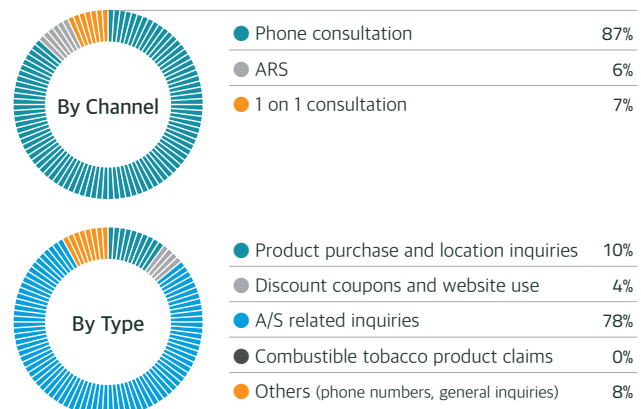 By Channel
Phone consultation 87%
ARS 6%
1 on 1 consultation 7%
By Type
Product purchase and location inquiries 10%
Discount coupons and website use 4%
A/S related inquiries 78%
Combustible tobacco product claims 0%
Others (phone numbers, general inquiries) 8%